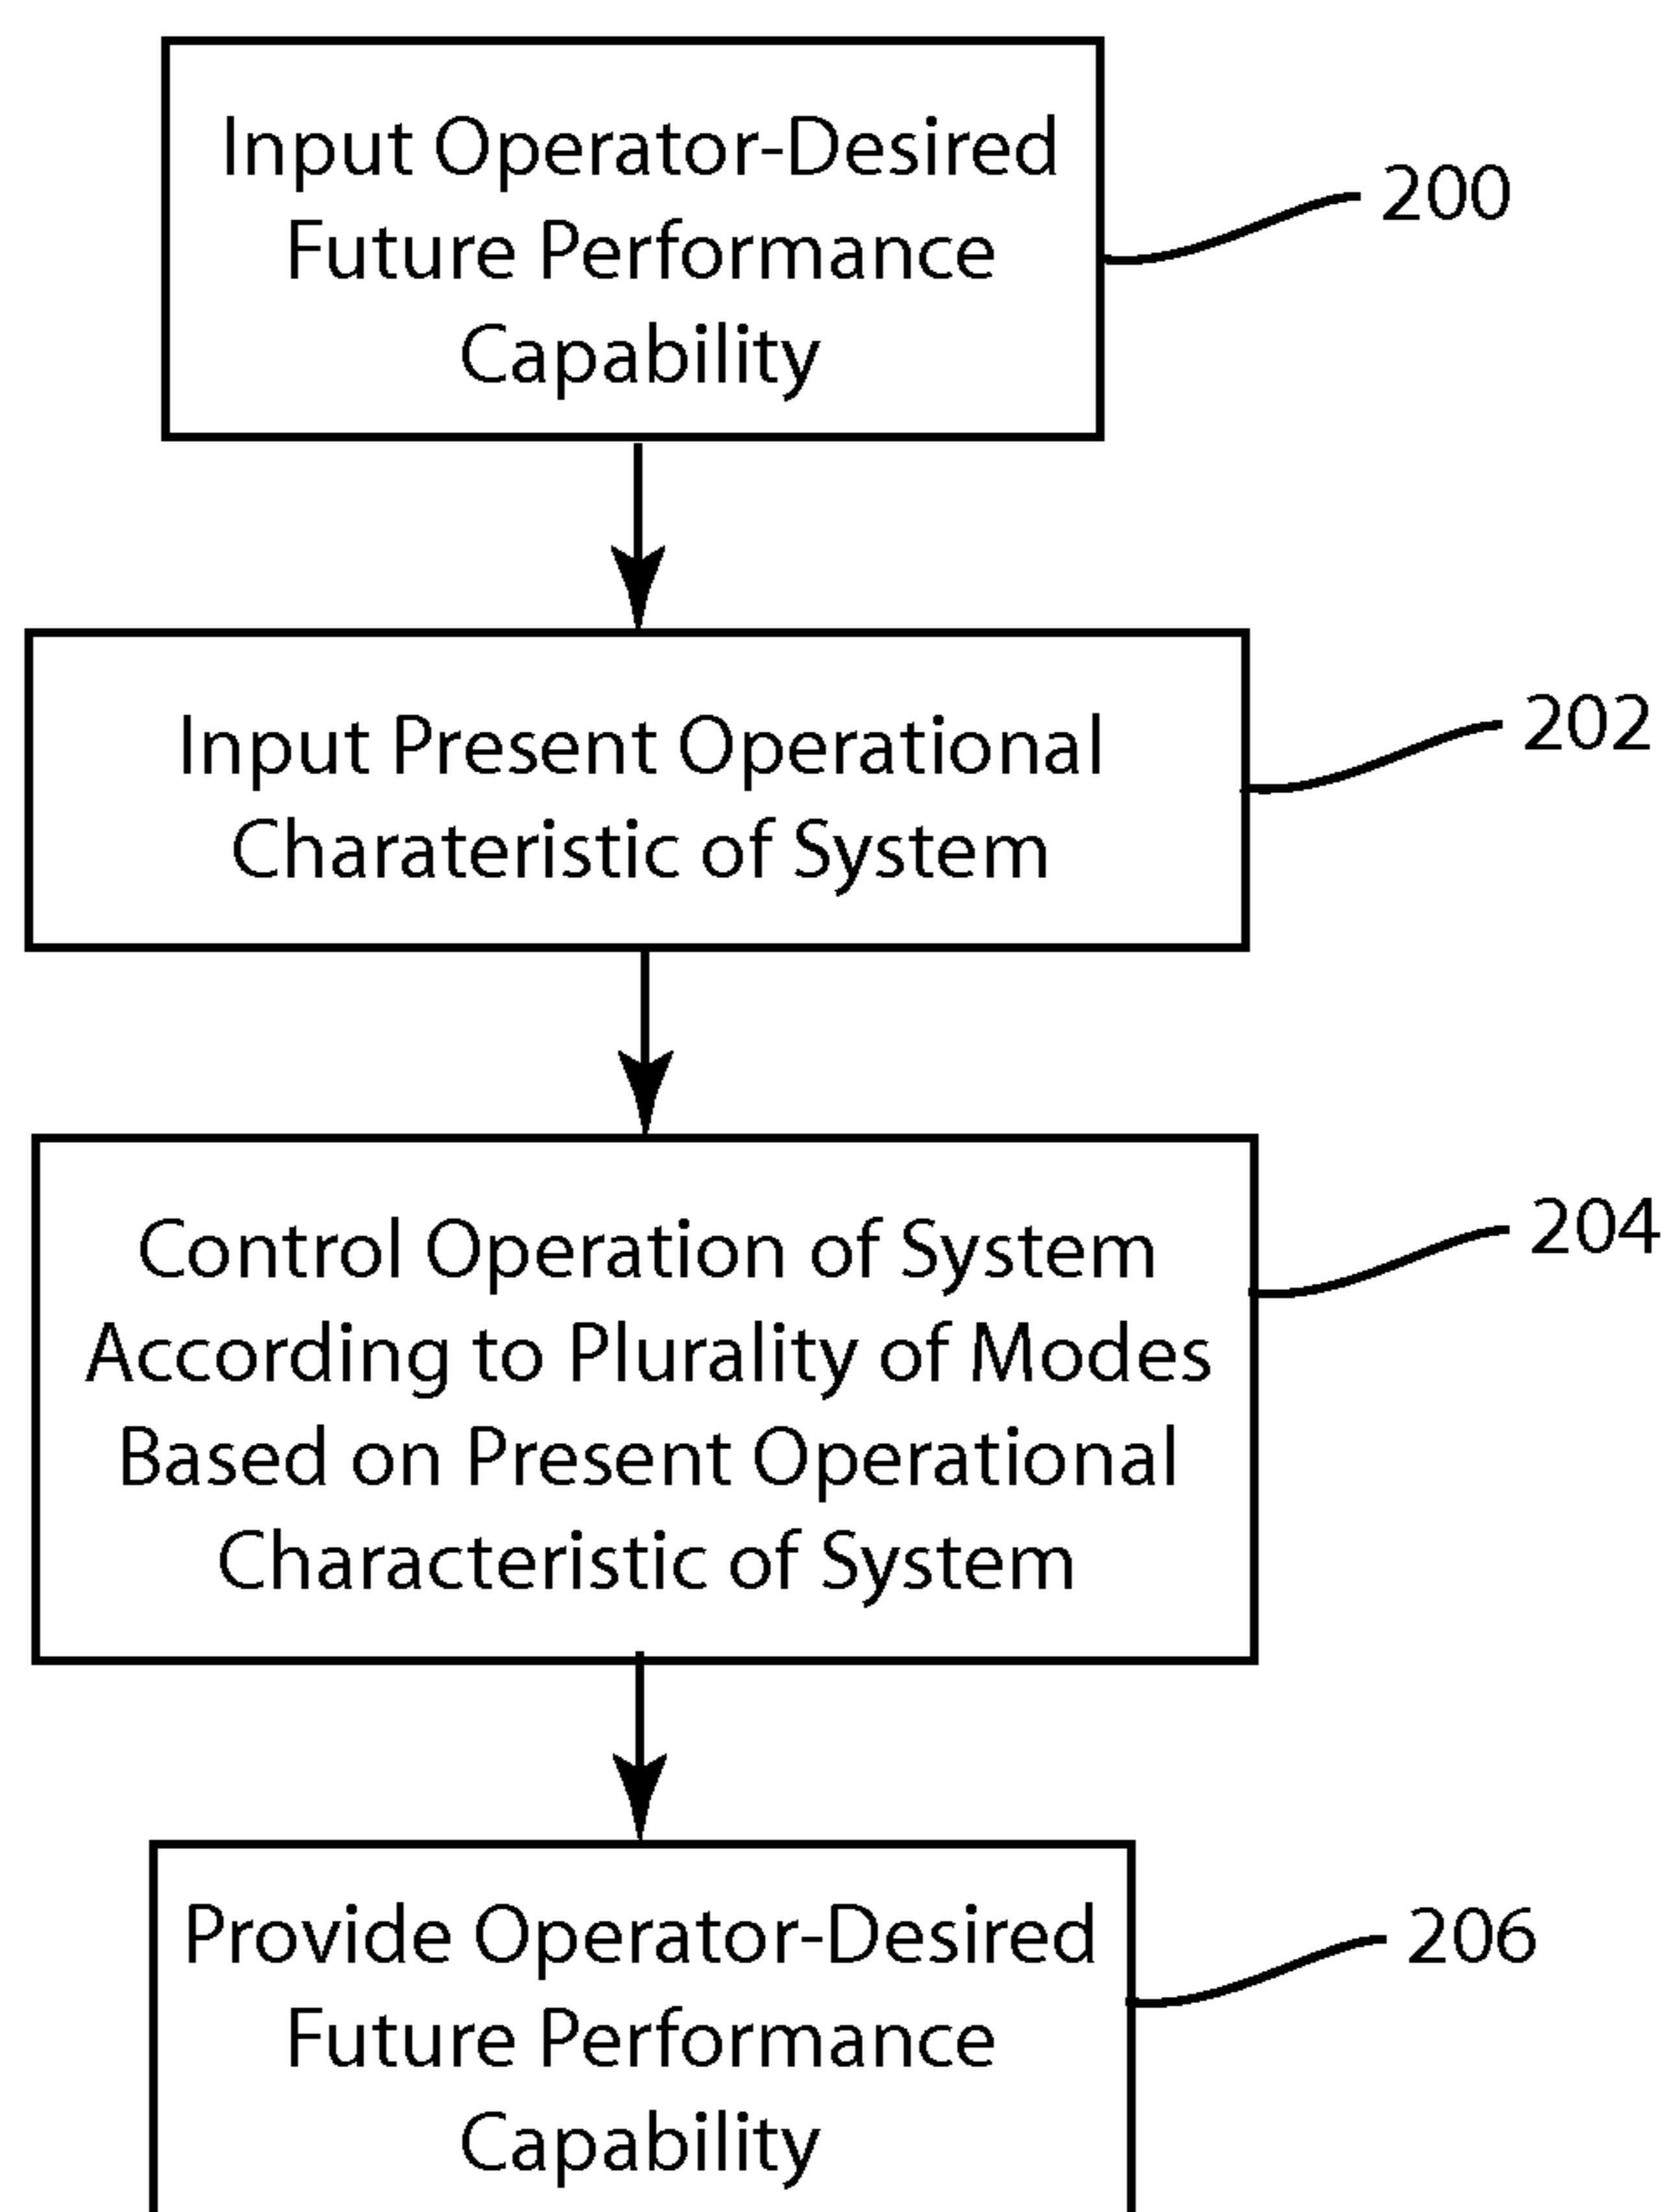 Input Operator-Desired
Future Performance
Capability
200
Input Present Operational
Charateristic of System
202
Control Operation of System
According to Plurality of Modes
Based on Present Operational
Characteristic of System
204
Provide Operator-Desired
Future Performance
Capability
206